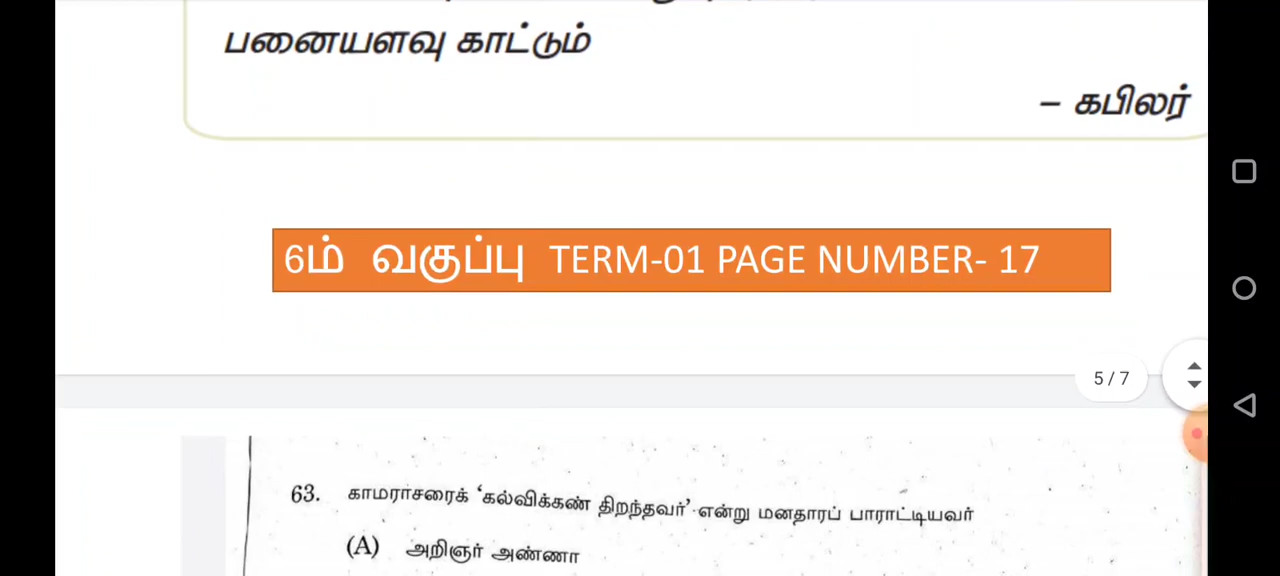 பனையளவு காட்டும்
– கபிலர்
6ம் வகுப்பு TERM-01 PAGE NUMBER- 17
5 / 7
63. காமராசரைக் ‘கல்விக்கண் திறந்தவர்’ என்று மனதாரப் பாராட்டியவர்
(A) அறிஞர் அண்ணா